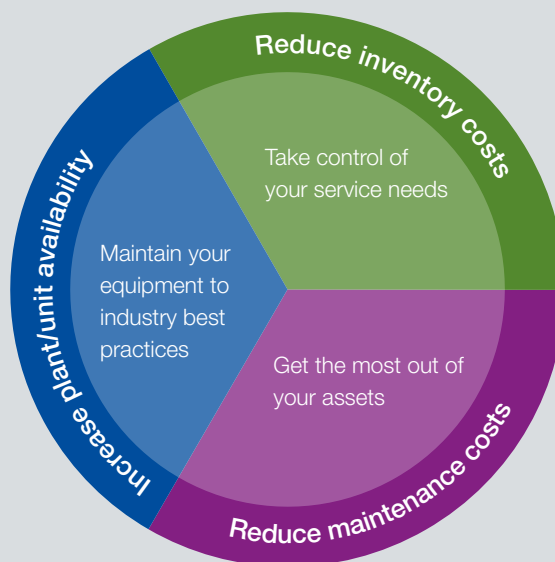 Reduce inventory costs
Take control of
your service needs
Increase plant/unit availability
Maintain your
equipment to
industry best
practices
Get the most out of
your assets
Reduce maintenance costs